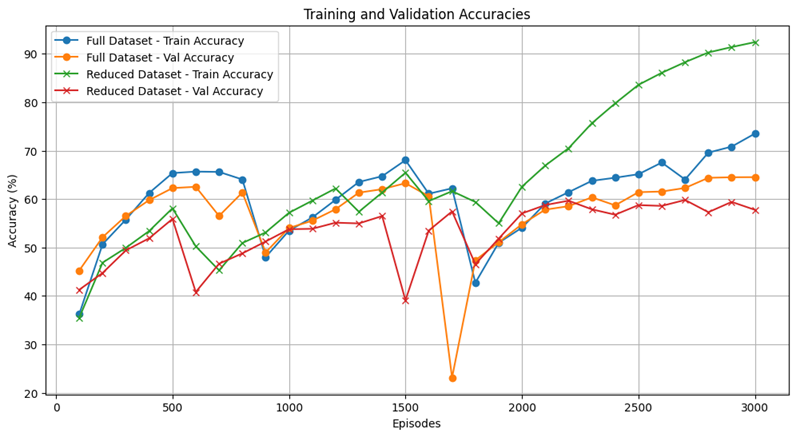 Training and Validation Accuracies
Full Dataset - Train Accuracy
Full Dataset - Val Accuracy
Reduced Dataset - Train Accuracy
Reduced Dataset - Val Accuracy
Accuracy (%)
90
80
70
60
50
40
30
20
0
500
1000
1500
2000
2500
3000
Episodes